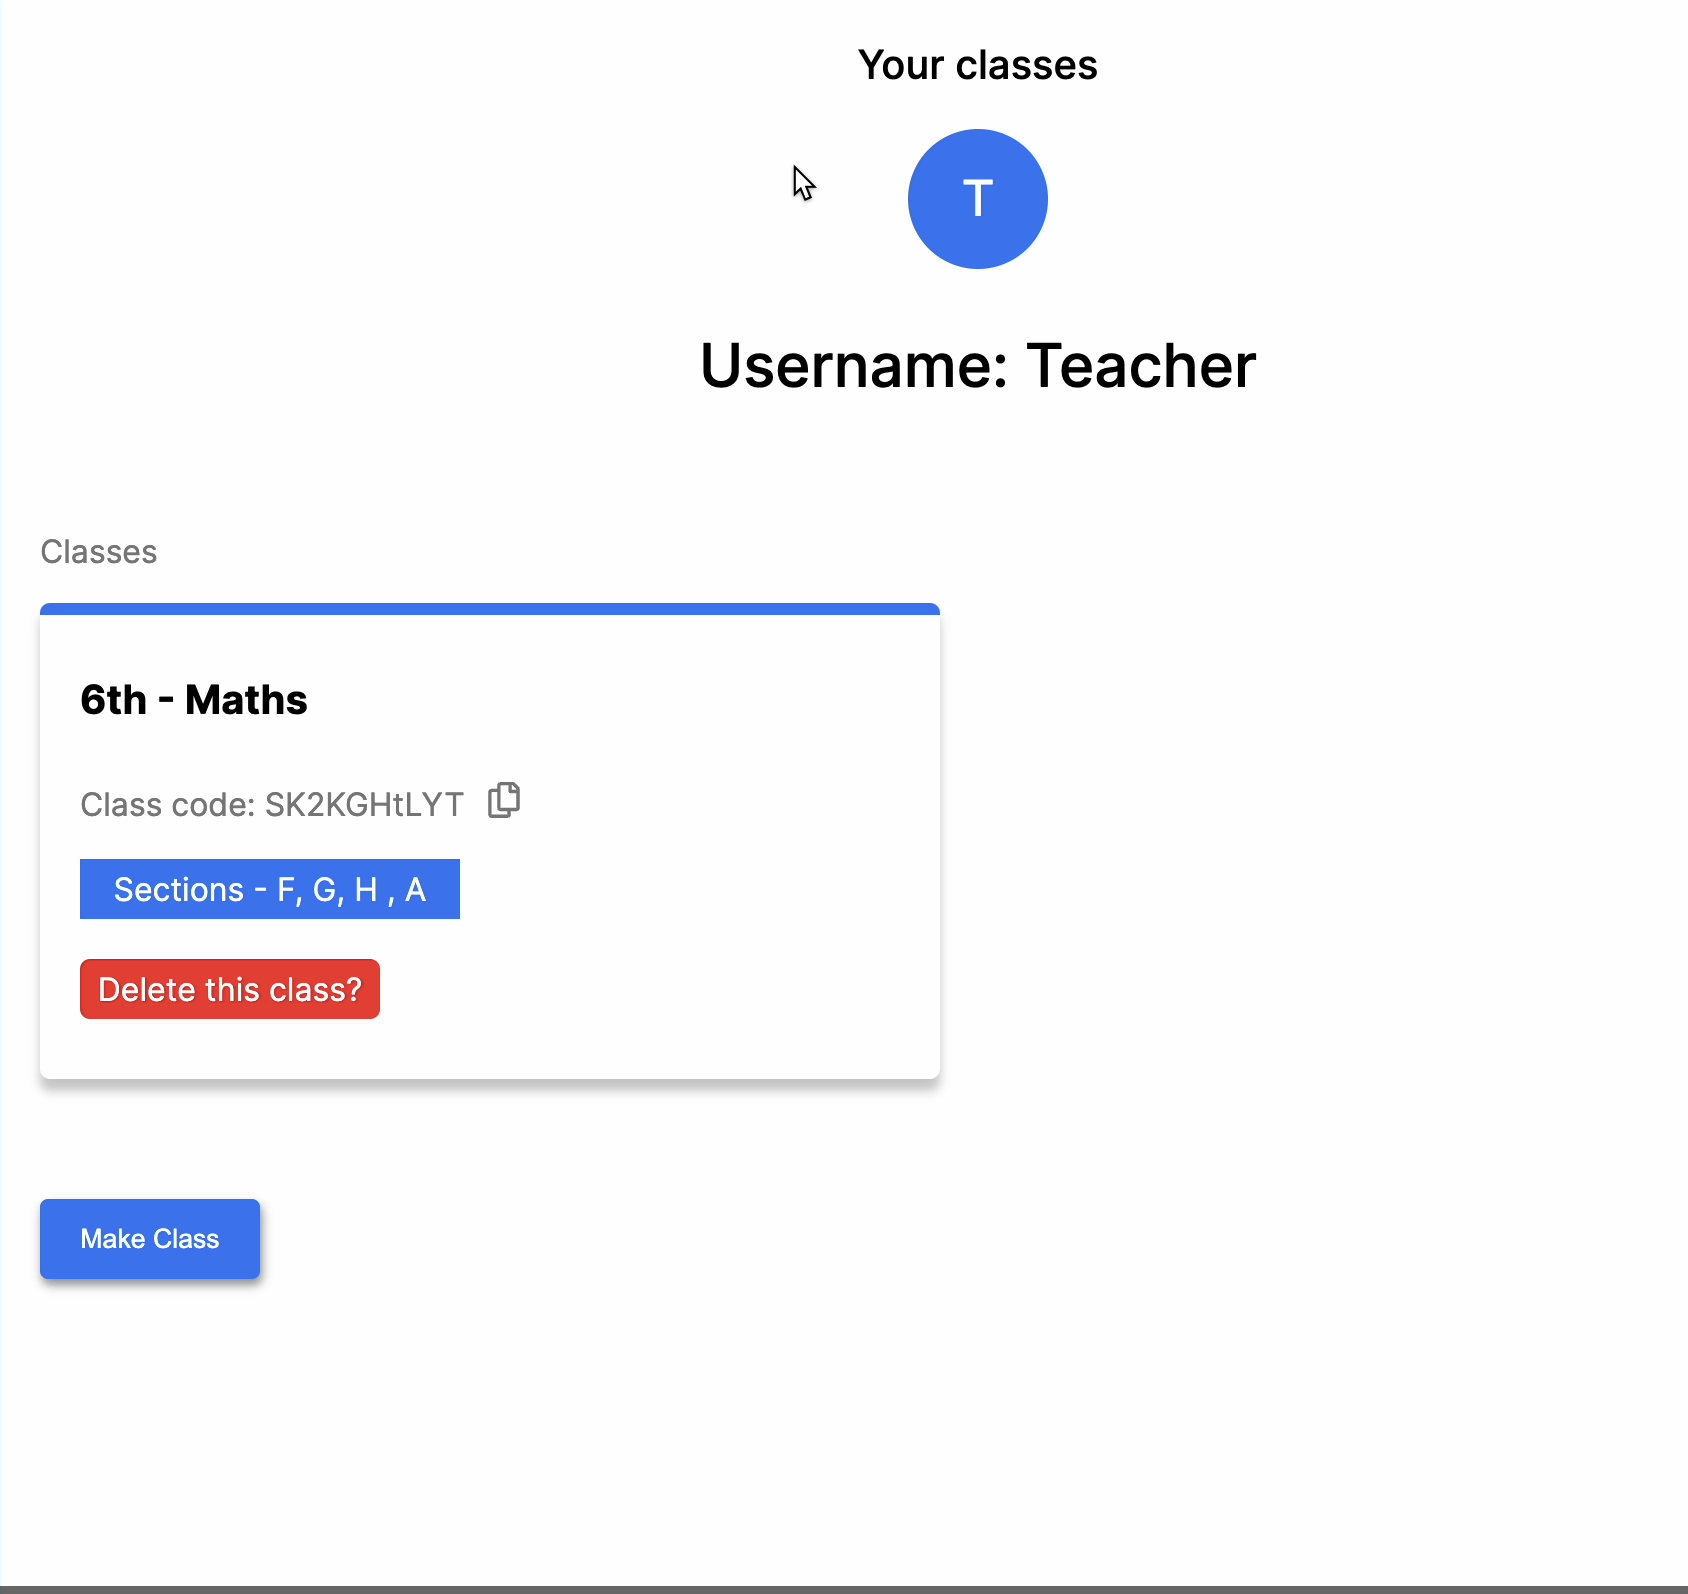 Your classes
T
Username: Teacher
Classes
6th - Maths
Class code: SK2KGHtLYT
Sections - F, G, H , A
Delete this class?
Make Class